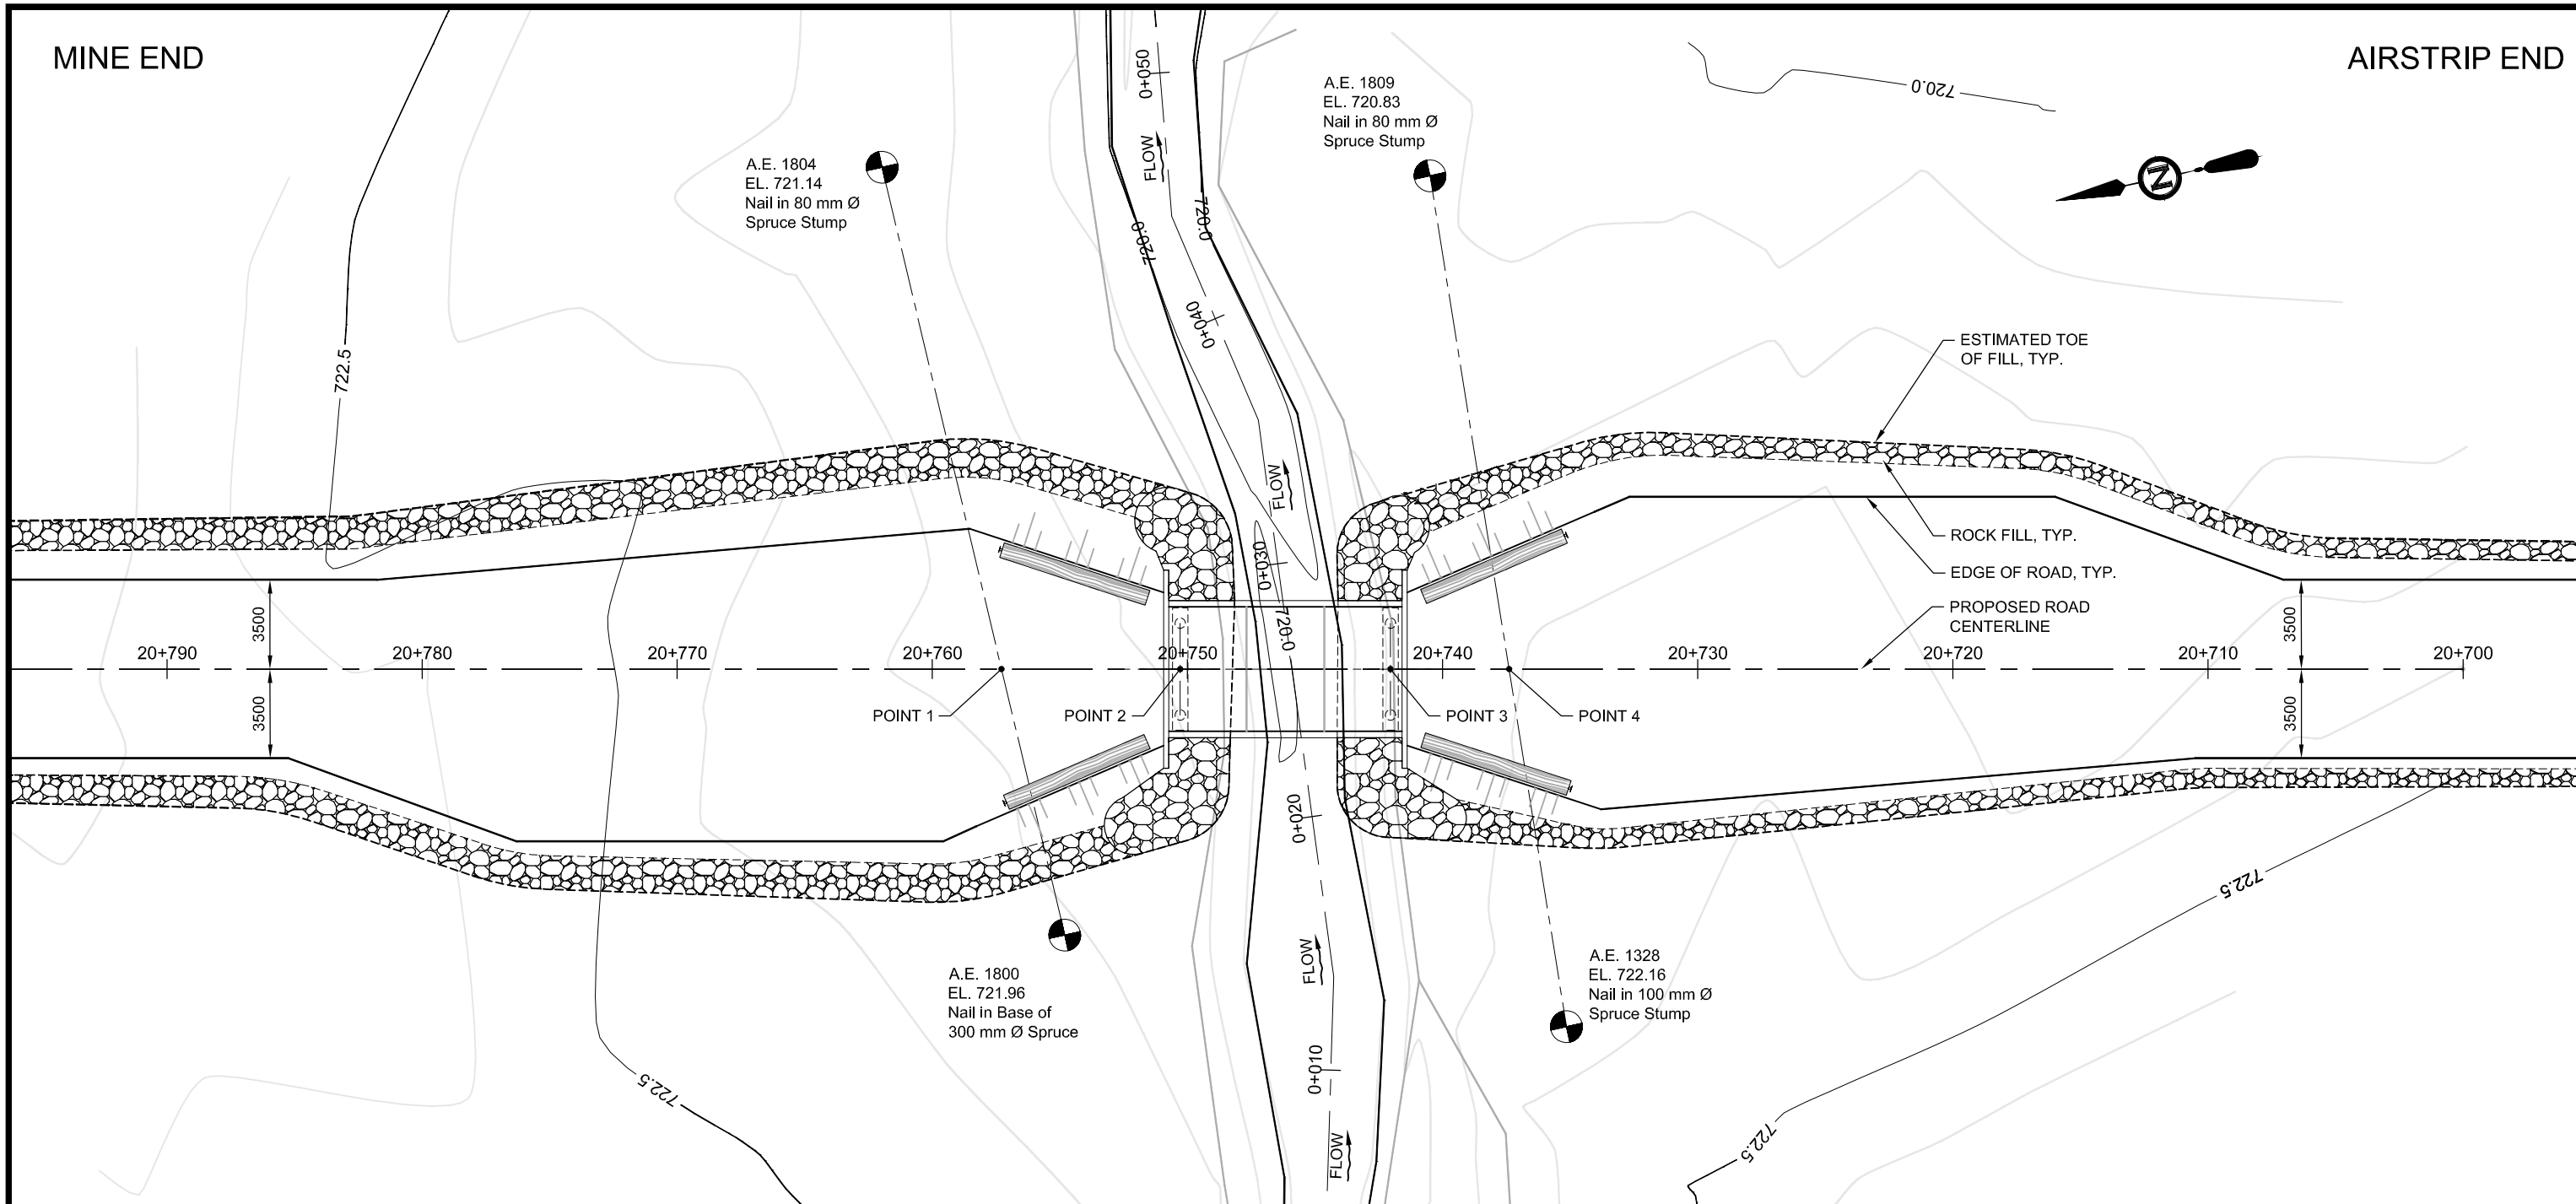 MINE END
AIRSTRIP END
0+050
FLOW
A.E. 1809
EL. 720.83
Nail in 80 mm Ø
Spruce Stump
720.0
A.E. 1804
EL. 721.14
Nail in 80 mm Ø
Spruce Stump
N
720.0
720.0
0+040
722.5
ESTIMATED TOE
OF FILL, TYP.
FLOW
ROCK FILL, TYP.
0+030
EDGE OF ROAD, TYP.
3500
3500
PROPOSED ROAD
CENTERLINE
720.0
20+790
20+780
20+770
20+760
20+750
20+740
20+730
20+720
20+710
20+700
3500
3500
POINT 1
POINT 2
POINT 3
POINT 4
0+020
722.5
FLOW
A.E. 1800
EL. 721.96
Nail in Base of
300 mm Ø Spruce
A.E. 1328
EL. 722.16
Nail in 100 mm Ø
Spruce Stump
0+010
722.5
722.5
FLOW